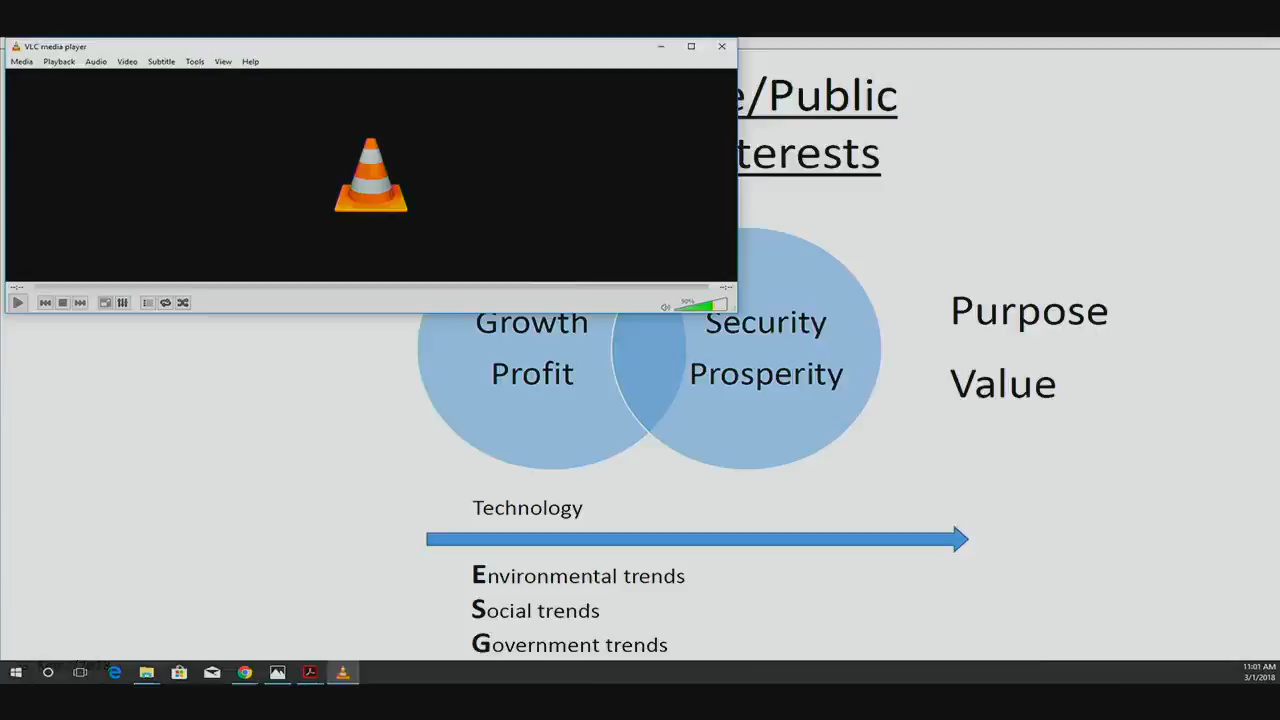 VLC media player
Media Playback Audio Video Subtitle Tools View Help
e/Public
terests
--:-- --:--
90%
Growth
Profit
Security
Prosperity
Purpose
Value
Technology
Environmental trends
Social trends
Government trends
11:01 AM
3/1/2018